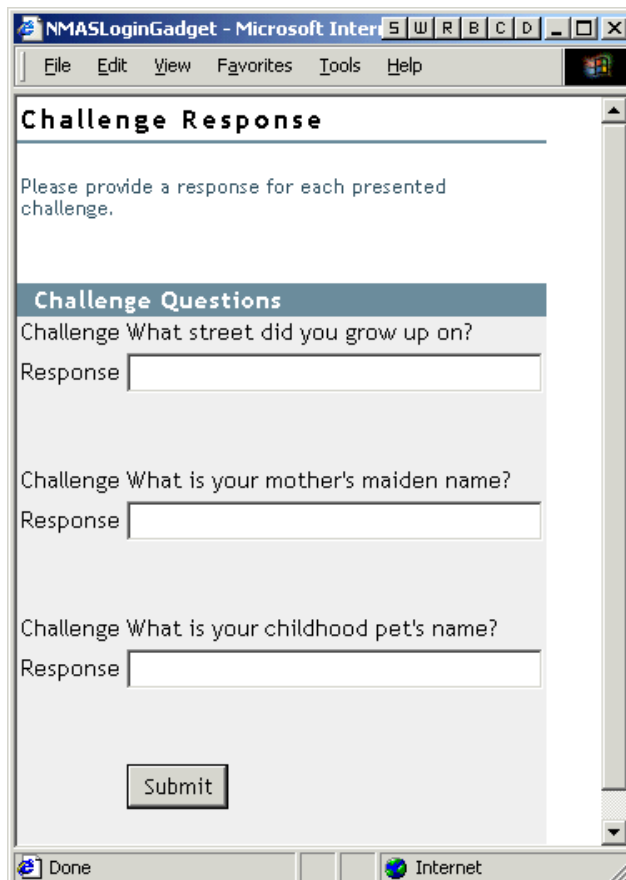 NMASLoginGadget - Microsoft Inter S W R B C D
File Edit View Favorites Tools Help
Challenge Response
Please provide a response for each presented
challenge.
Challenge Questions
Challenge What street did you grow up on?
Response
Challenge What is your mother's maiden name?
Response
Challenge What is your childhood pet's name?
Response
Submit
Done Internet